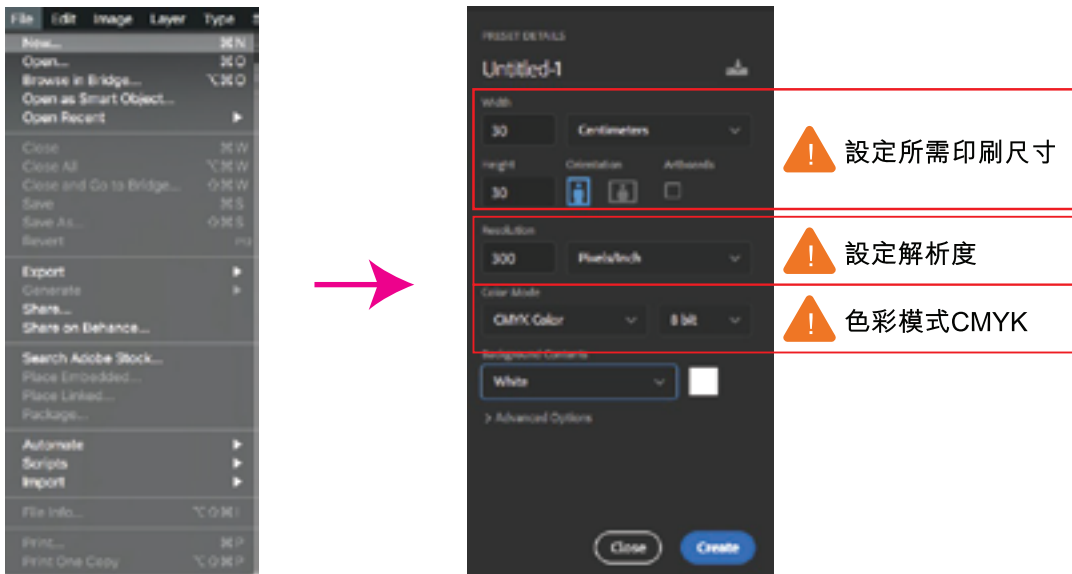 File Edit Image Layer Type
New... ⌘N
Open... ⌘O
Browse in Bridge... ⌥⌘O
Open as Smart Object...
Open Recent
Close ⌘W
Close All ⌥⌘W
Close and Go to Bridge... ⇧⌘W
Save ⌘S
Save As... ⇧⌘S
Revert
Export
Generate
Share...
Share on Behance...
Search Adobe Stock...
Place Embedded...
Place Linked...
Package...
Automate
Scripts
Import
File Info... ⌥⇧⌘I
Print... ⌘P
Print One Copy ⌥⇧⌘P
PRESET DETAILS
Untitled-1
Width
30 Centimeters
Height Orientation Artboards
30
! 設定所需印刷尺寸
Resolution
300 Pixels/Inch
! 設定解析度
Color Mode
CMYK Color 8 bit
! 色彩模式CMYK
Background Contents
White
> Advanced Options
Close Create